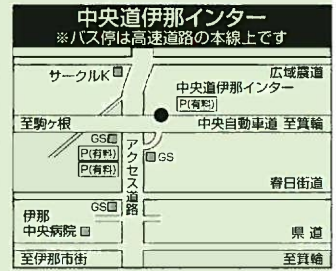 中央道伊那インター
※バス停は高速道路の本線上です
サークルK
広域農道
中央道伊那インター
P(有料)
至駒ヶ根
中央自動車道 至箕輪
GS
P(有料)
P(有料)
アクセス道路
GS
春日街道
GS
伊那
中央病院
県道
至伊那市街
至箕輪